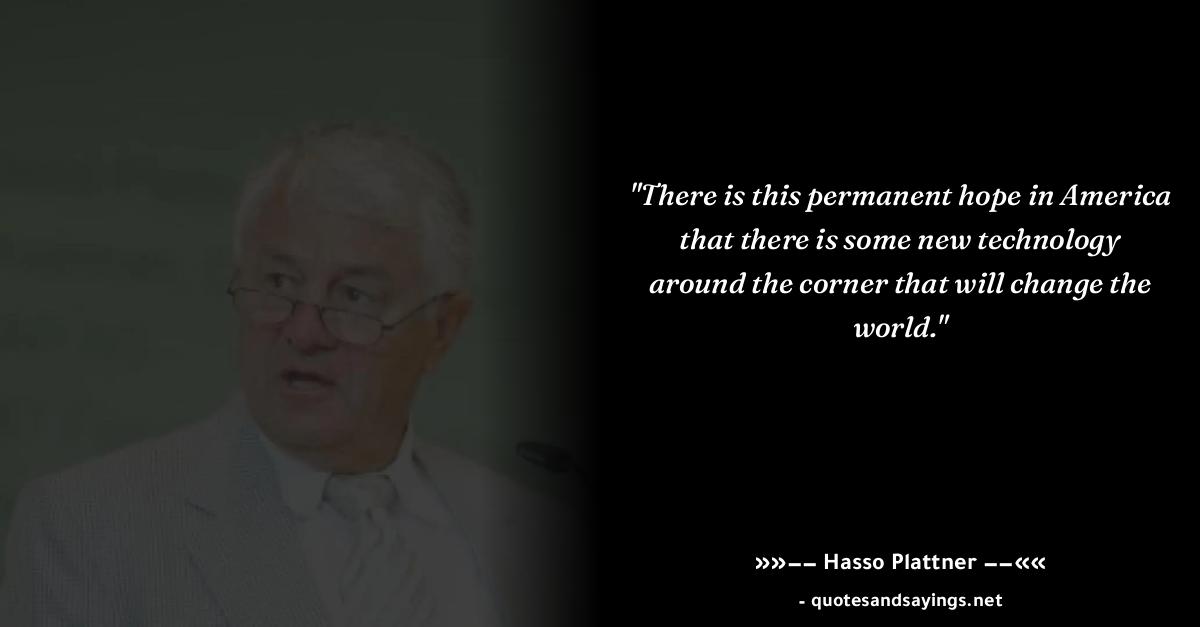 "There is this permanent hope in America
that there is some new technology
around the corner that will change the
world."
»»–– Hasso Plattner ––««
- quotesandsayings.net